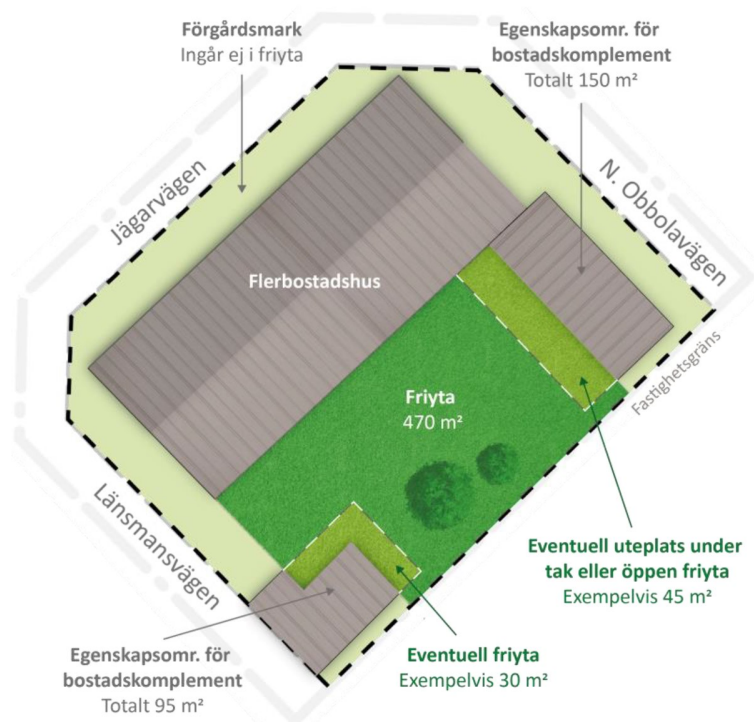 Förgårdsmark
Ingår ej i friyta
Egenskapsomr. för
bostadskomplement
Totalt 150 m²
Jägarvägen
N. Obbolavägen
Flerbostadshus
Fastighetsgräns
Friyta
470 m²
Länsmansvägen
Eventuell uteplats under
tak eller öppen friyta
Exempelvis 45 m²
Egenskapsomr. för
bostadskomplement
Totalt 95 m²
Eventuell friyta
Exempelvis 30 m²